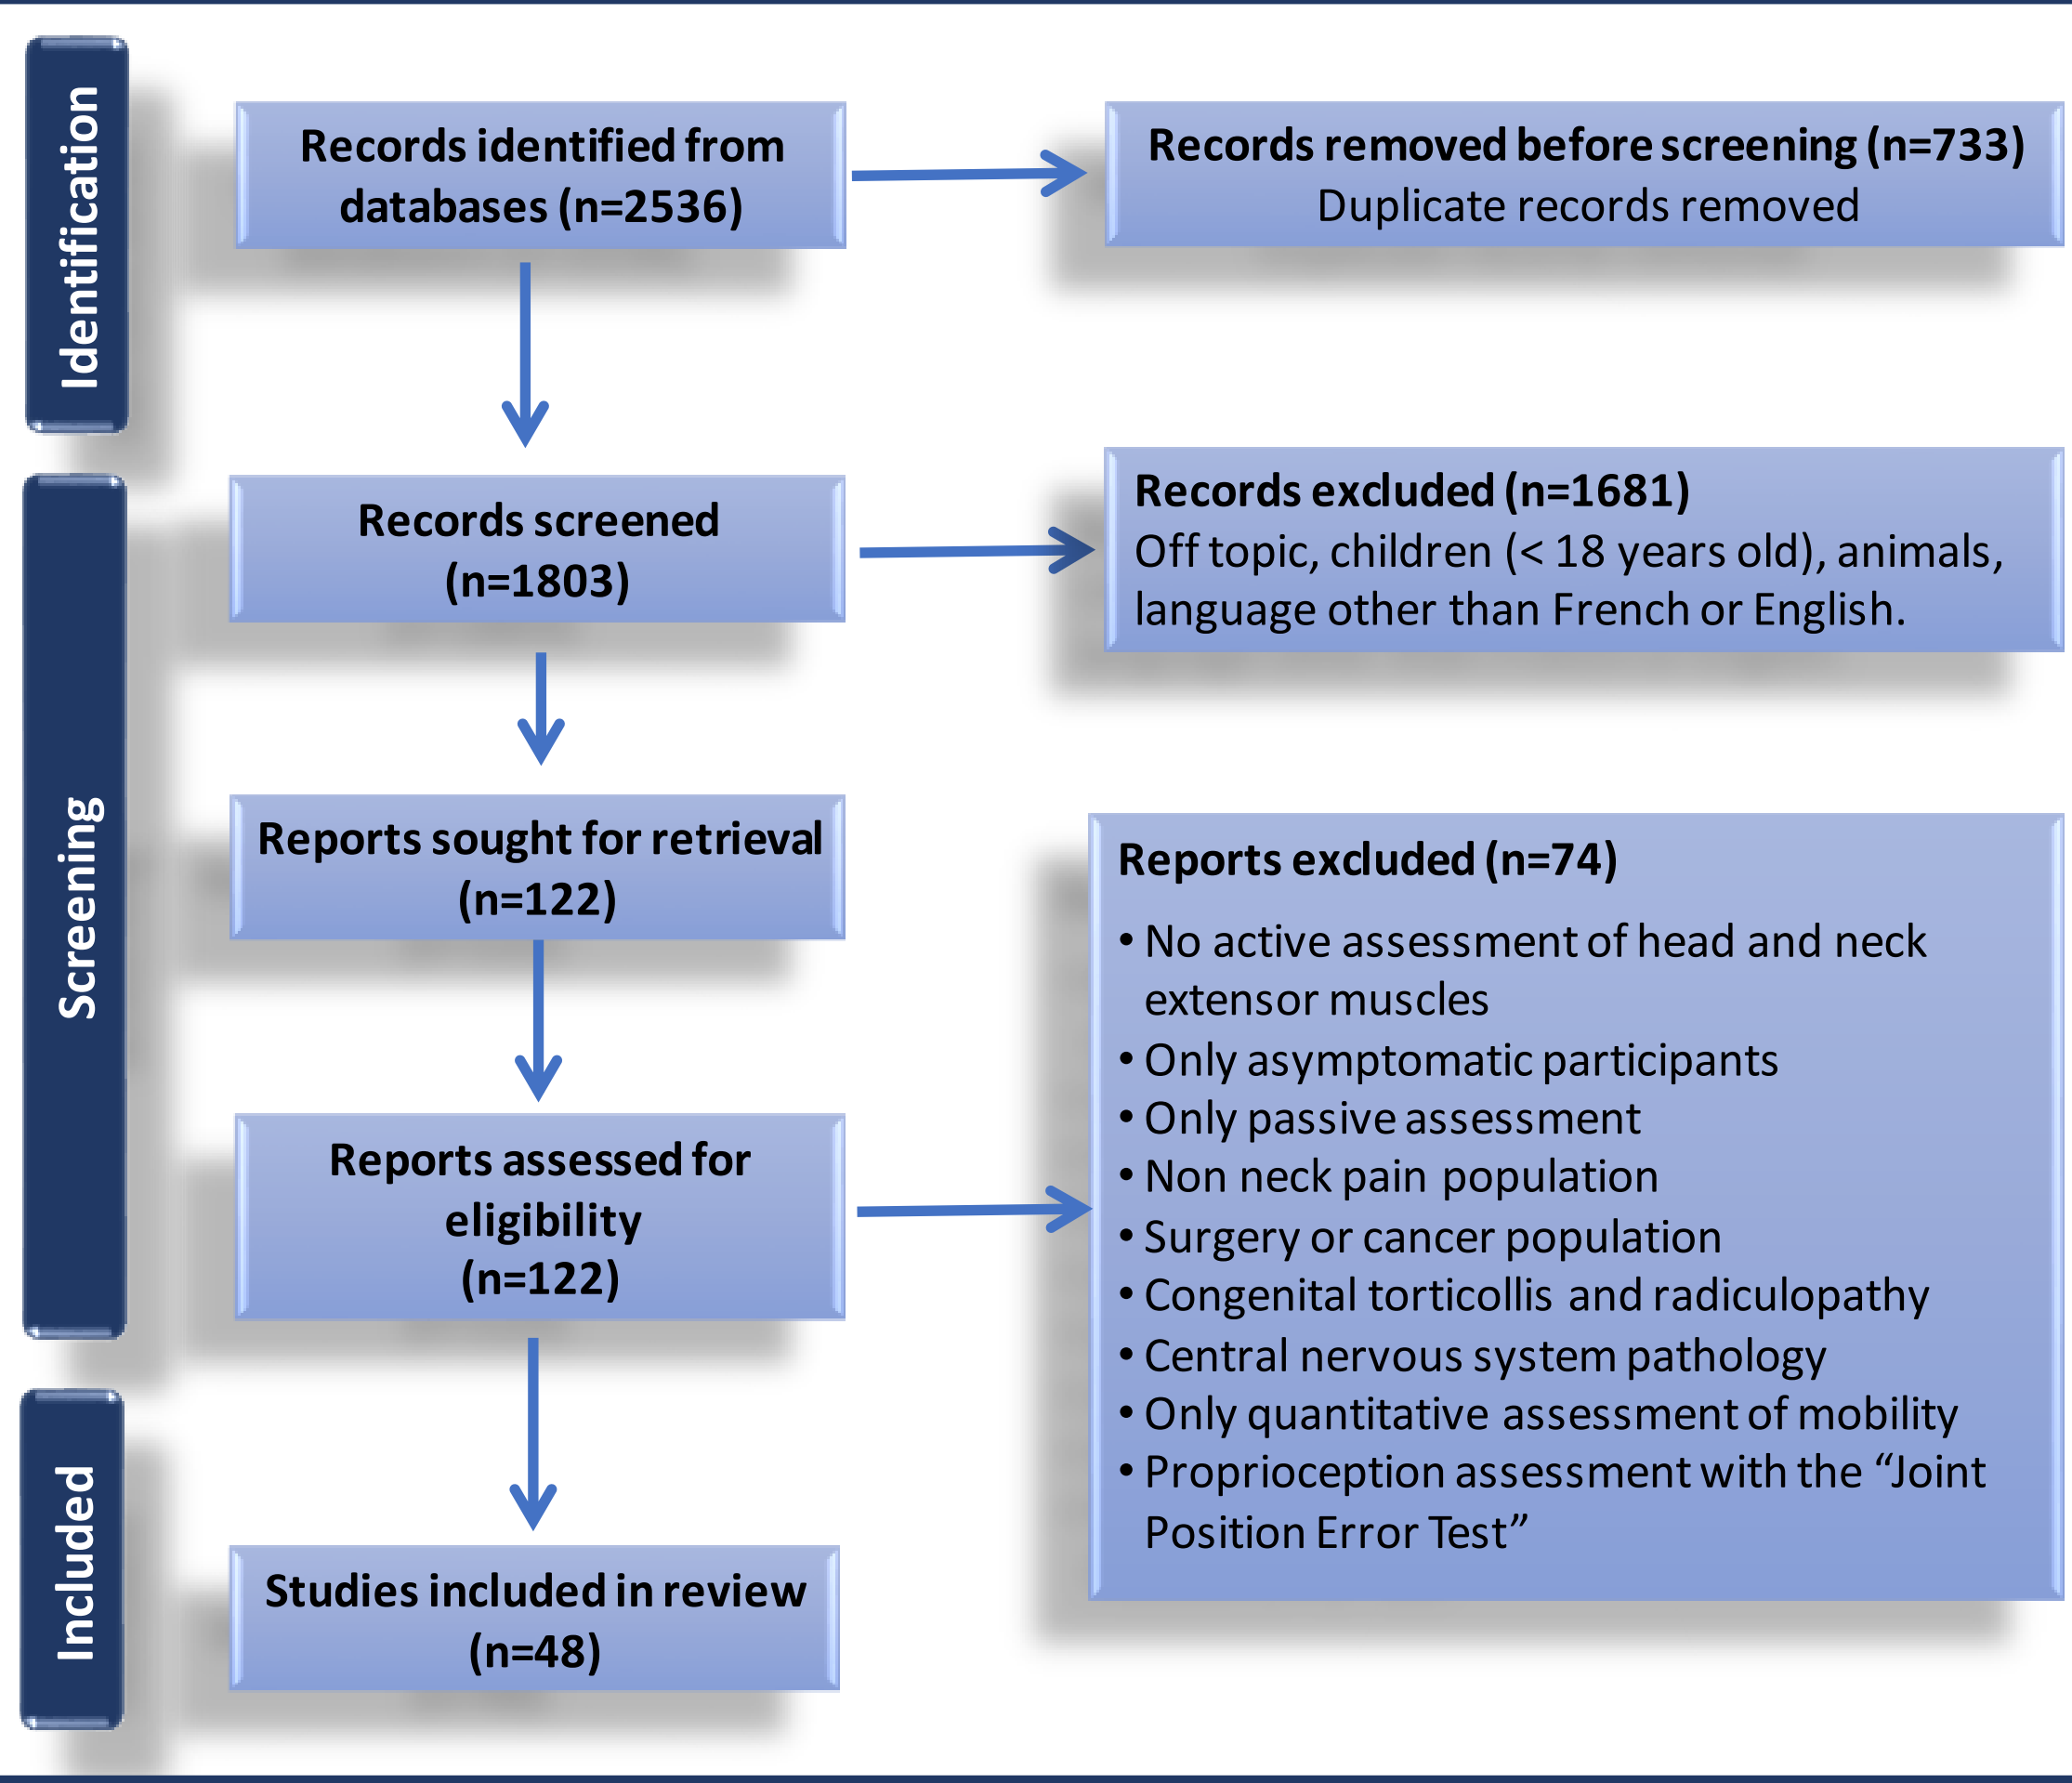 Identification
Records identified from
databases (n=2536)
Records removed before screening (n=733)
Duplicate records removed
Screening
Records screened
(n=1803)
Records excluded (n=1681)
Off topic, children (< 18 years old), animals,
language other than French or English.
Reports sought for retrieval
(n=122)
Reports assessed for
eligibility
(n=122)
Reports excluded (n=74)
• No active assessment of head and neck
extensor muscles
• Only asymptomatic participants
• Only passive assessment
• Non neck pain population
• Surgery or cancer population
• Congenital torticollis and radiculopathy
• Central nervous system pathology
• Only quantitative assessment of mobility
• Proprioception assessment with the “Joint
Position Error Test”
Included
Studies included in review
(n=48)